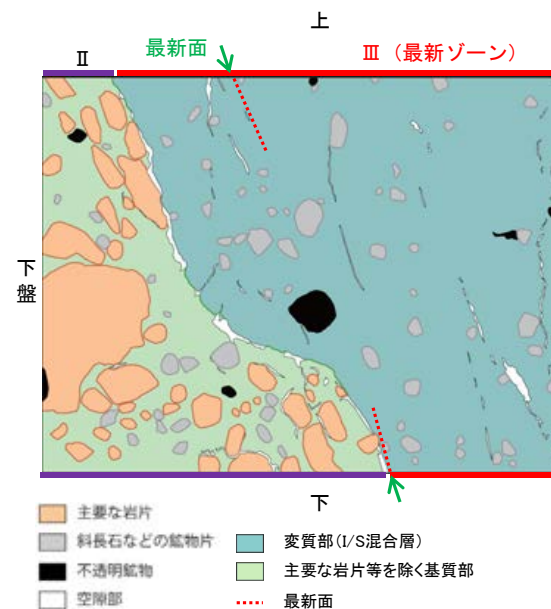 上
最新面
Ⅱ
Ⅲ（最新ゾーン）
下盤
下
主要な岩片
斜長石などの鉱物片
不透明鉱物
空隙部
変質部(I/S混合層)
主要な岩片等を除く基質部
最新面